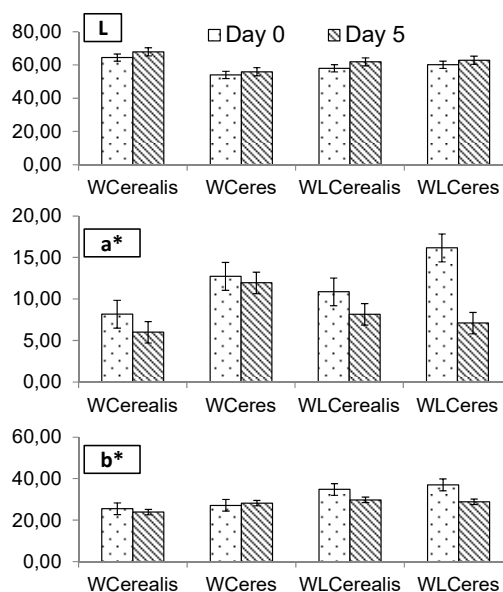 L
Day 0
Day 5
80,00
60,00
40,00
20,00
0,00
WCerealis WCeres WLCerealis WLCeres
a*
20,00
15,00
10,00
5,00
0,00
WCerealis WCeres WLCerealis WLCeres
b*
60,00
40,00
20,00
0,00
WCerealis WCeres WLCerealis WLCeres